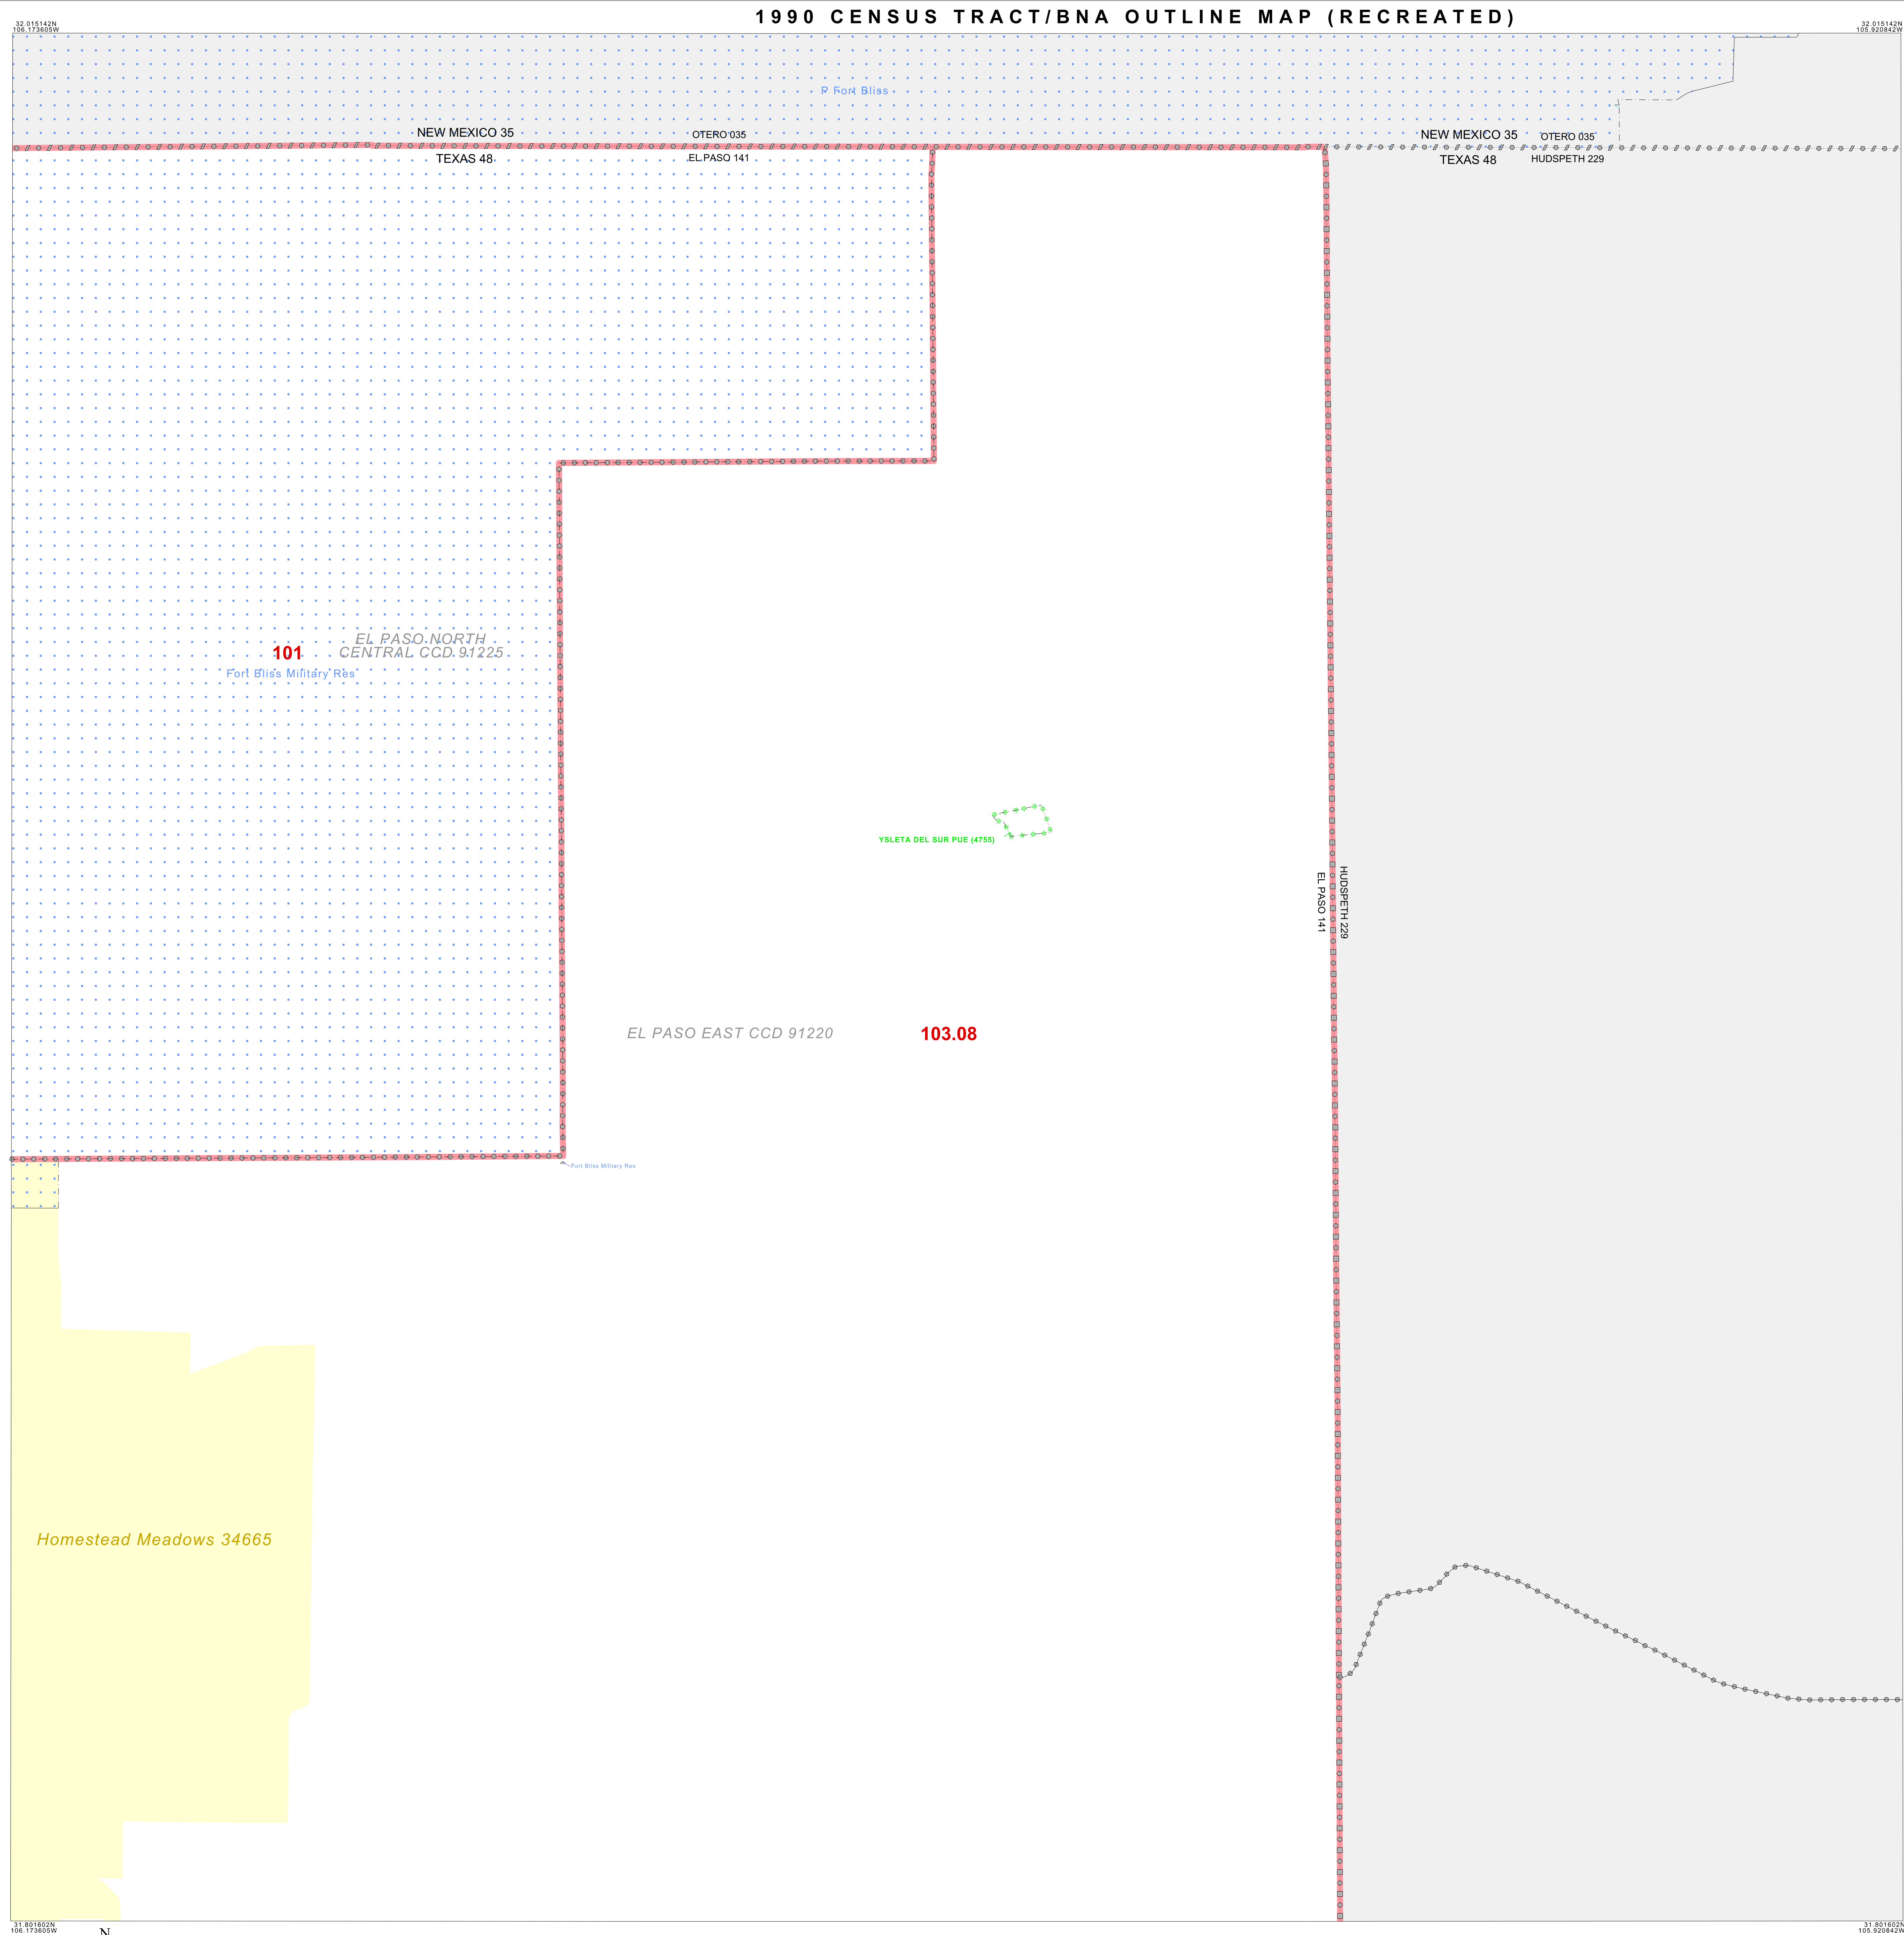 1990 CENSUS TRACT/BNA OUTLINE MAP (RECREATED)
32.015142N
106.173605W
32.015142N
105.920842W
P Fort Bliss
NEW MEXICO 35
OTERO 035
NEW MEXICO 35
OTERO 035
TEXAS 48
EL PASO 141
TEXAS 48
HUDSPETH 229
EL PASO NORTH
101 CENTRAL CCD 91225
Fort Bliss Military Res
YSLETA DEL SUR PUE (4755)
EL PASO 141
HUDSPETH 229
EL PASO EAST CCD 91220
103.08
Fort Bliss Military Res
Homestead Meadows 34665
31.801602N
106.173605W
N
31.801602N
105.920842W